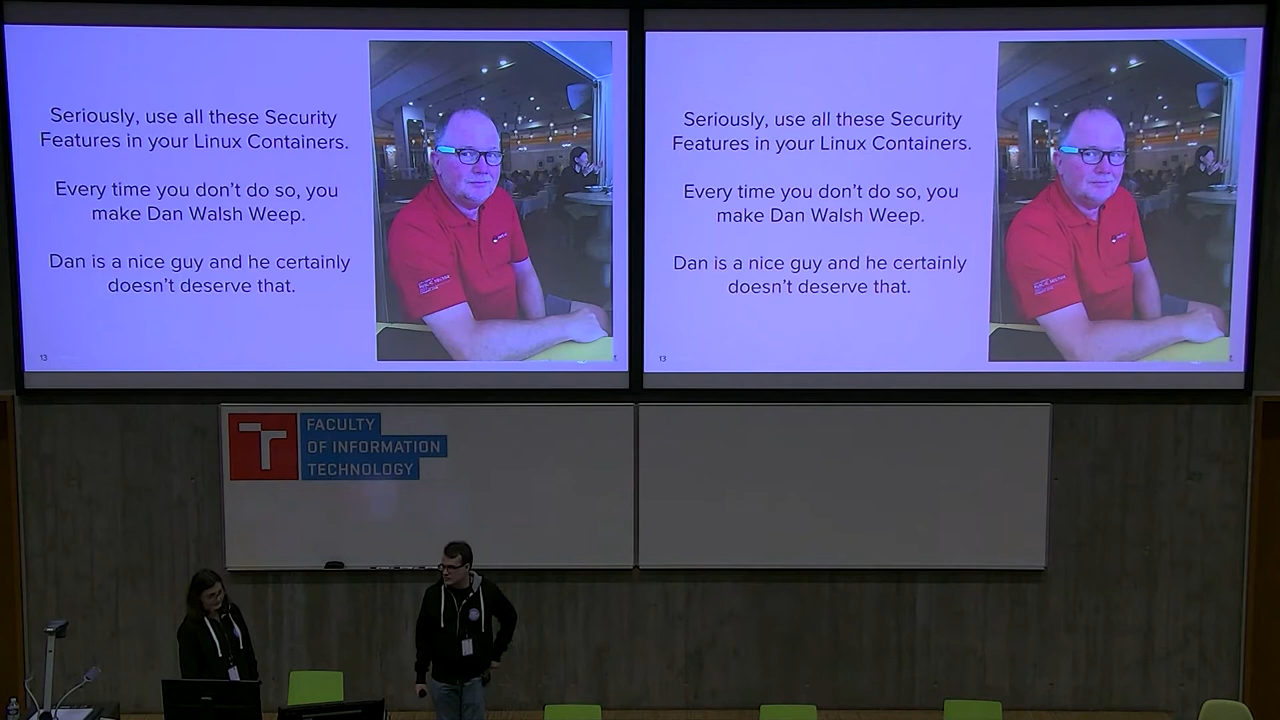 Seriously, use all these Security
Features in your Linux Containers.
Every time you don't do so, you
make Dan Walsh Weep.
Dan is a nice guy and he certainly
doesn't deserve that.
13
Seriously, use all these Security
Features in your Linux Containers.
Every time you don't do so, you
make Dan Walsh Weep.
Dan is a nice guy and he certainly
doesn't deserve that.
13
FACULTY
OF INFORMATION
TECHNOLOGY